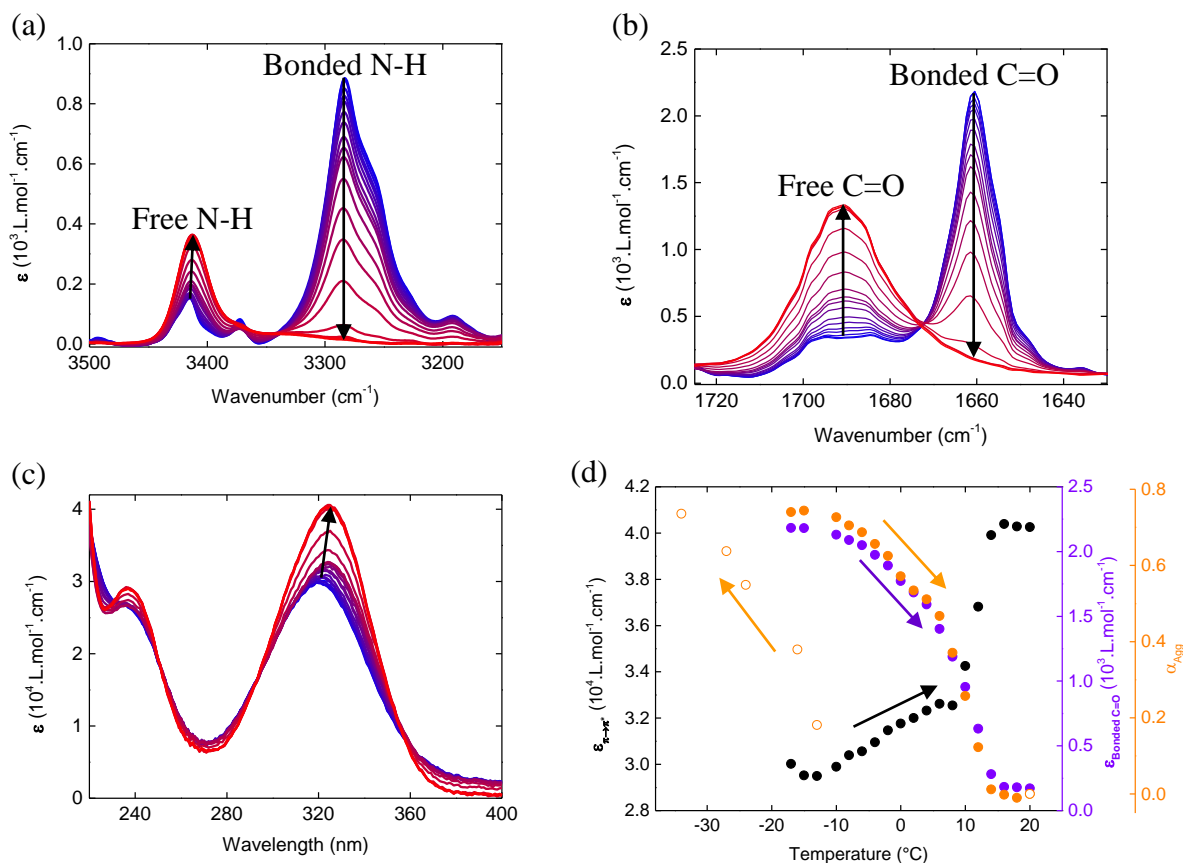 (a)
1.0
0.8
0.6
0.4
0.2
0.0
ε (10³.L.mol⁻¹.cm⁻¹)
Bonded N-H
Free N-H
3500 3400 3300 3200
Wavenumber (cm⁻¹)
(b)
2.5
2.0
1.5
1.0
0.5
0.0
ε (10³.L.mol⁻¹.cm⁻¹)
Bonded C=O
Free C=O
1720 1700 1680 1660 1640
Wavenumber (cm⁻¹)
(c)
4
3
2
1
0
ε (10⁴.L.mol⁻¹.cm⁻¹)
240 280 320 360 400
Wavelength (nm)
(d)
4.2
4.0
3.8
3.6
3.4
3.2
3.0
2.8
επ→π* (10⁴.L.mol⁻¹.cm⁻¹)
-30 -20 -10 0 10 20
Temperature (°C)
2.5
2.0
1.5
1.0
0.5
0.0
εBonded C=O (10³.L.mol⁻¹.cm⁻¹)
0.8
0.6
0.4
0.2
0.0
αAgg